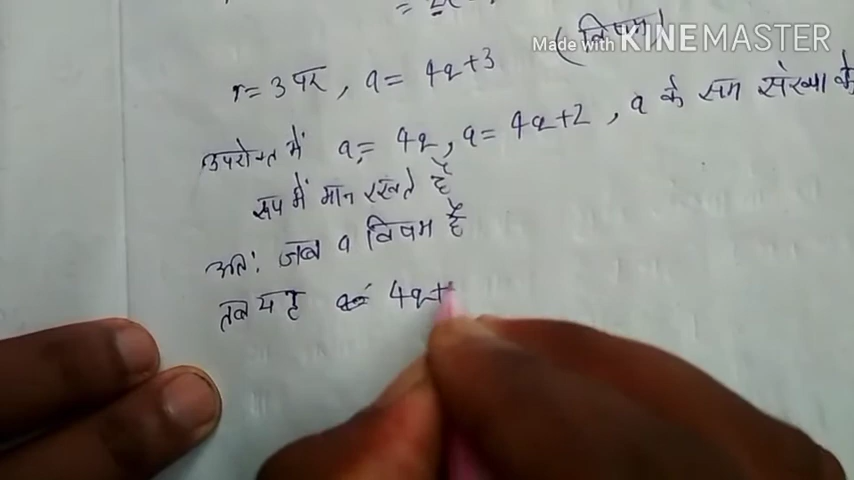 =
(विषम)
Made with KINEMASTER
r = 3 पर, a = 4q+3
उपरोक्त में a = 4q, a = 4q+2, a के सम संख्या के
रूप में मान रखते हैं
अतः जब a विषम है
तब यह 4q+